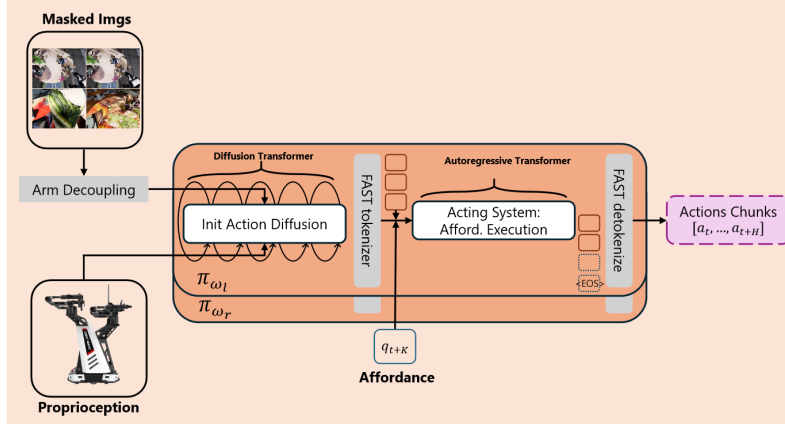 Masked Imgs
Arm Decoupling
Proprioception
Diffusion Transformer
Init Action Diffusion
FAST tokenizer
Autoregressive Transformer
Acting System:
Afford. Execution
<EOS>
FAST detokenize
π_{ω_l}
π_{ω_r}
q_{t+K}
Affordance
Actions Chunks
[a_t, ..., a_{t+H}]